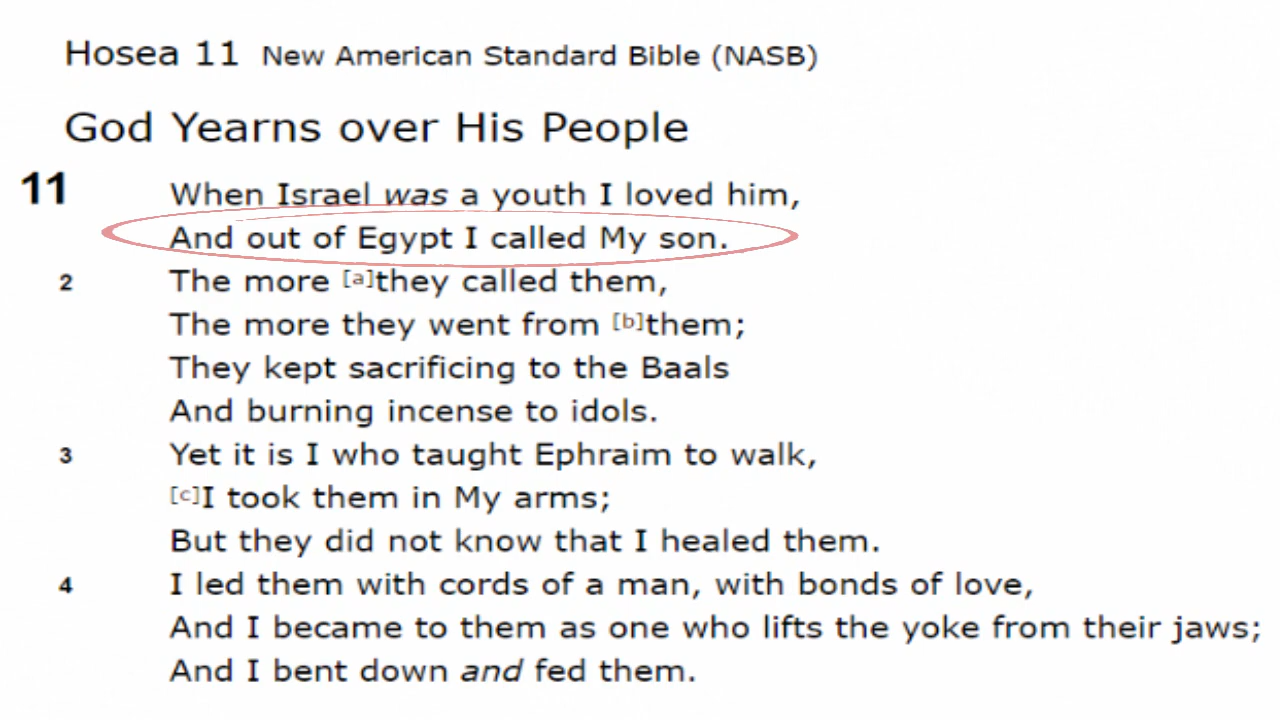 Hosea 11 New American Standard Bible (NASB)
God Yearns over His People
11 When Israel was a youth I loved him,
And out of Egypt I called My son.
2 The more [a]they called them,
The more they went from [b]them;
They kept sacrificing to the Baals
And burning incense to idols.
3 Yet it is I who taught Ephraim to walk,
[c]I took them in My arms;
But they did not know that I healed them.
4 I led them with cords of a man, with bonds of love,
And I became to them as one who lifts the yoke from their jaws;
And I bent down and fed them.